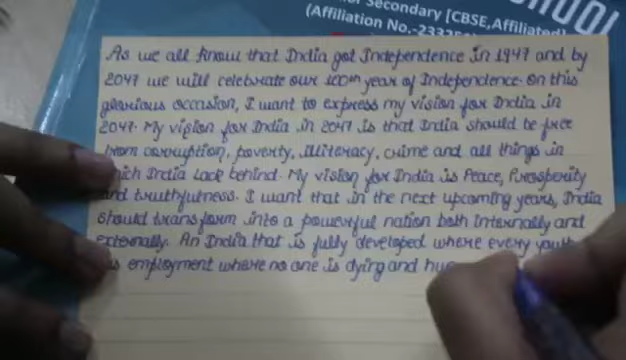 Secondary [CBSE, Affiliated]
(Affiliation No.-2333
As we all know that India got Independence in 1947 and by
2047 we will celebrate our 100th year of Independence. On this
glorious occasion, I want to express my vision for India in
2047. My vision for India in 2047 is that India should be free
from corruption, poverty, illiteracy, crime and all things in
which India lack behind. My vision for India is Peace, Prosperity
and truthfulness. I want that in the next upcoming years, India
should transform into a powerful nation both internally and
externally. An India that is fully developed where every youth
employment where no one is dying and